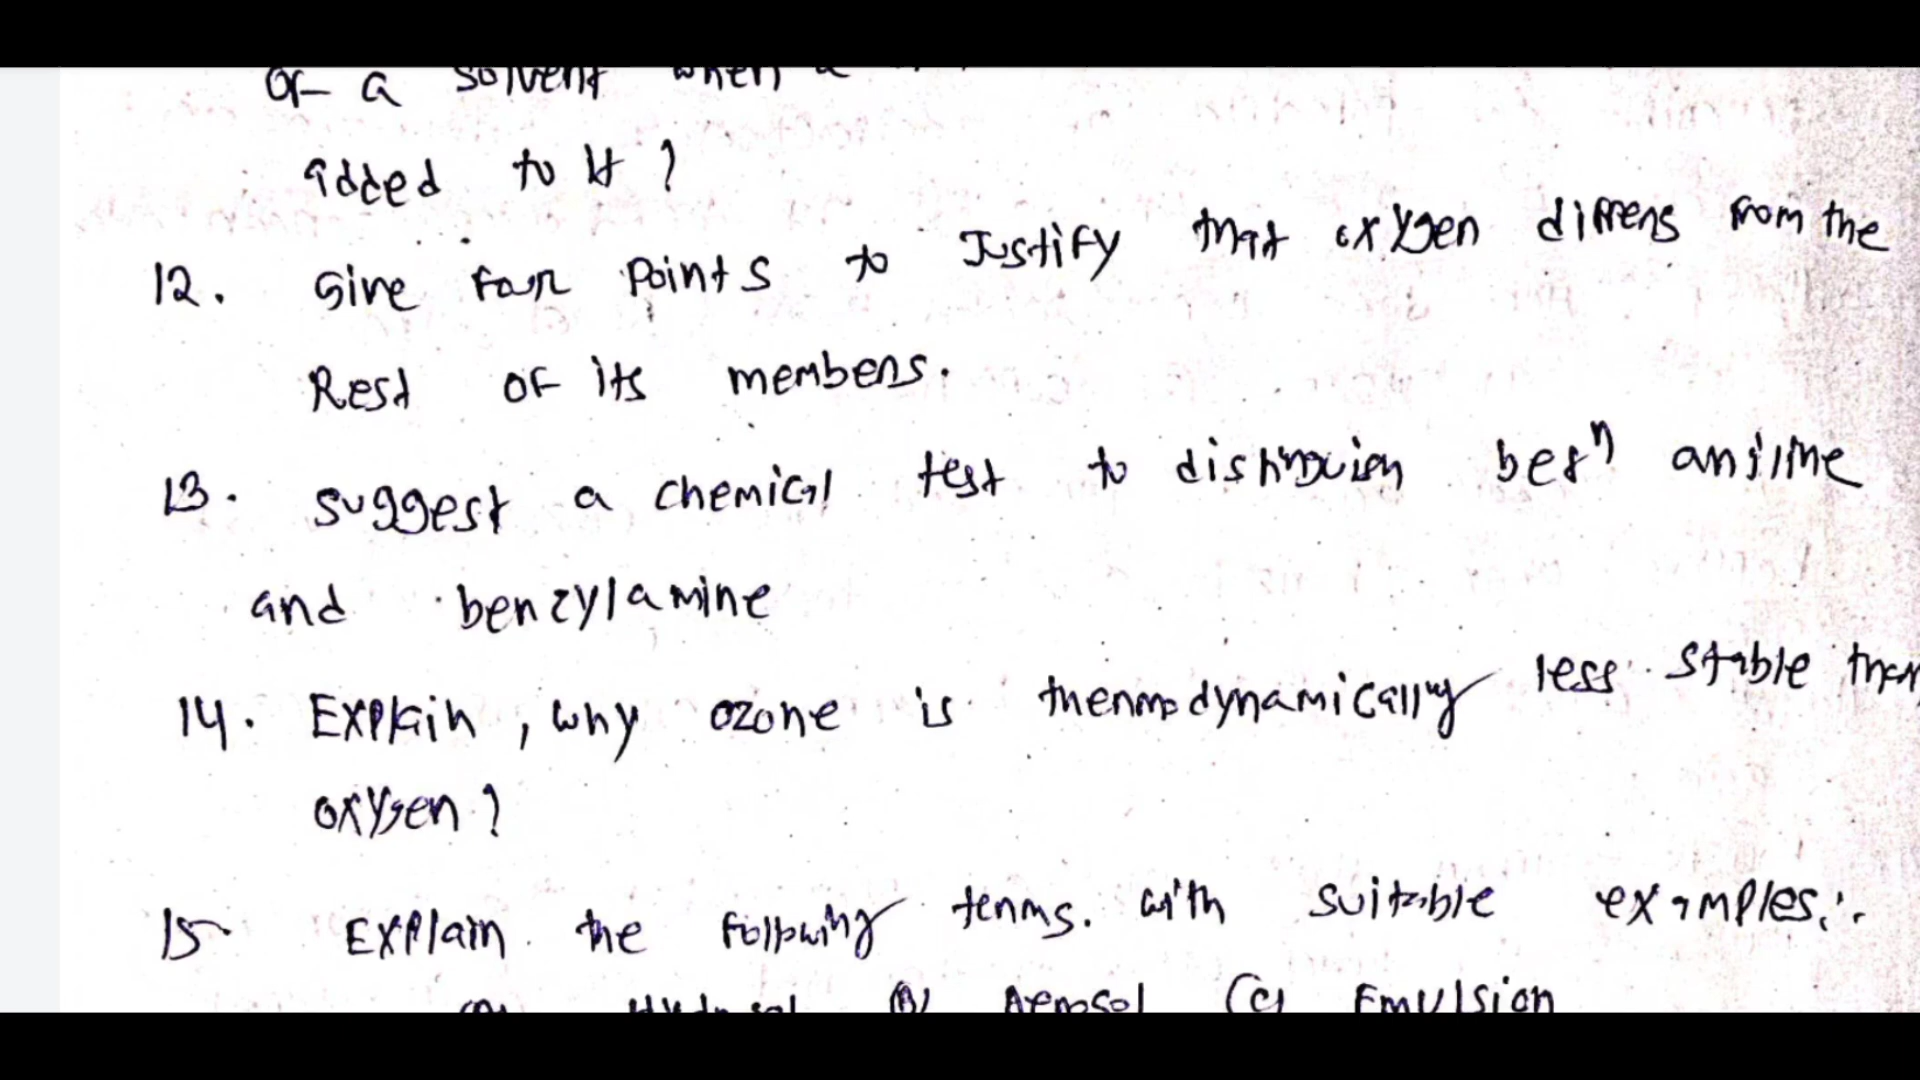 of a solvent when a
added to it ?
12. Give four points to Justify that oxygen differs from the
Rest of its members.
13. suggest a chemical test to distinguish betⁿ aniline
and benzylamine
14. Explain, why ozone is thermodynamically less stable than
oxygen ?
15 Explain the following terms. with suitable examples.
(B) Aerosol (C) Emulsion